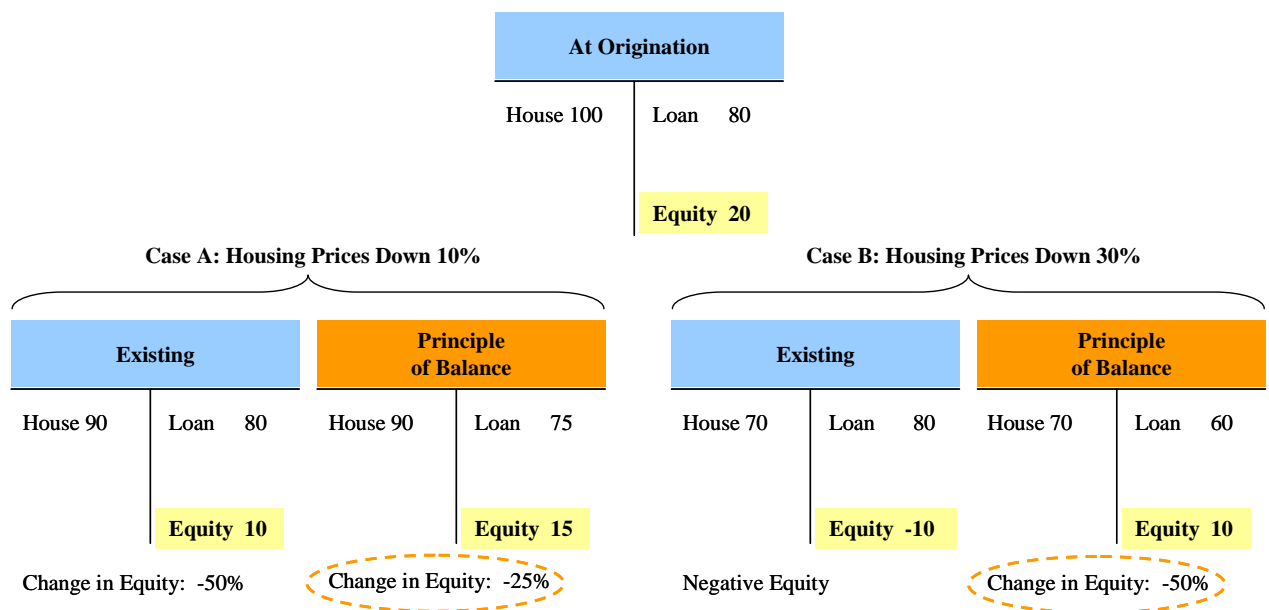 At Origination
House 100
Loan 80
Equity 20
Case A: Housing Prices Down 10%
Case B: Housing Prices Down 30%
Existing
Principle
of Balance
Existing
Principle
of Balance
House 90
Loan 80
House 90
Loan 75
House 70
Loan 80
House 70
Loan 60
Equity 10
Equity 15
Equity -10
Equity 10
Change in Equity: -50%
Change in Equity: -25%
Negative Equity
Change in Equity: -50%